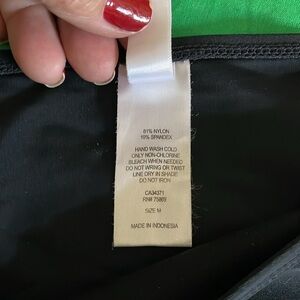 81% NYLON
19% SPANDEX
HAND WASH COLD
ONLY NON-CHLORINE
BLEACH WHEN NEEDED
DO NOT WRING OR TWIST
LINE DRY IN SHADE
DO NOT IRON
CA34371
RN# 75009
SIZE M
MADE IN INDONESIA